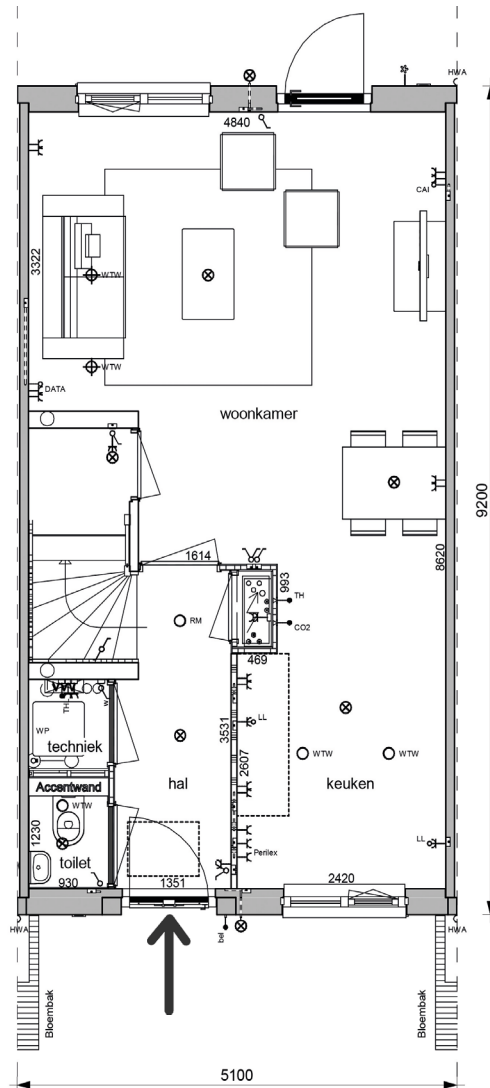 HWA
4840
CAI
3322
WTW
WTW
DATA
woonkamer
9200
8620
1614
993
TH
RM
CO2
469
TH
W
LL
3531
WP
techniek
2607
WTW
WTW
hal
keuken
Accentwand
WTW
1230
LL
Perilex
toilet
930
1351
2420
HWA
bel
HWA
Bloembak
Bloembak
5100